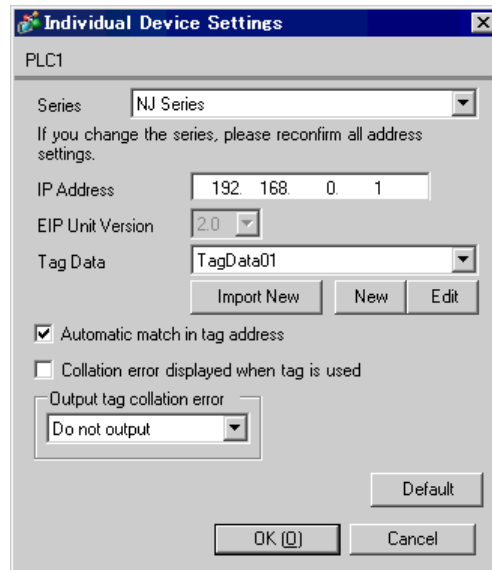 Individual Device Settings
PLC1
Series NJ Series
If you change the series, please reconfirm all address
settings.
IP Address 192. 168. 0. 1
EIP Unit Version 2.0
Tag Data TagData01
Import New New Edit
Automatic match in tag address
Collation error displayed when tag is used
Output tag collation error
Do not output
Default
OK (O) Cancel